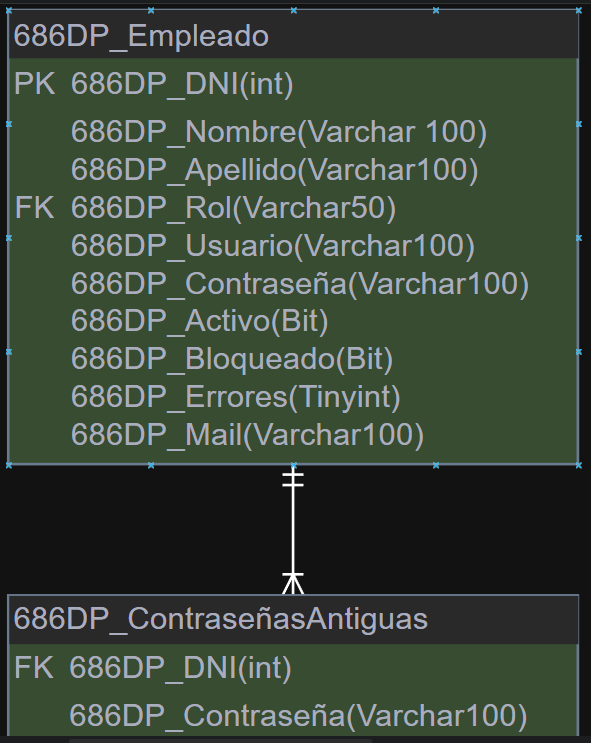 686DP_Empleado
PK 686DP_DNI(int)
686DP_Nombre(Varchar 100)
686DP_Apellido(Varchar100)
FK 686DP_Rol(Varchar50)
686DP_Usuario(Varchar100)
686DP_Contraseña(Varchar100)
686DP_Activo(Bit)
686DP_Bloqueado(Bit)
686DP_Errores(Tinyint)
686DP_Mail(Varchar100)
686DP_ContraseñasAntiguas
FK 686DP_DNI(int)
686DP_Contraseña(Varchar100)